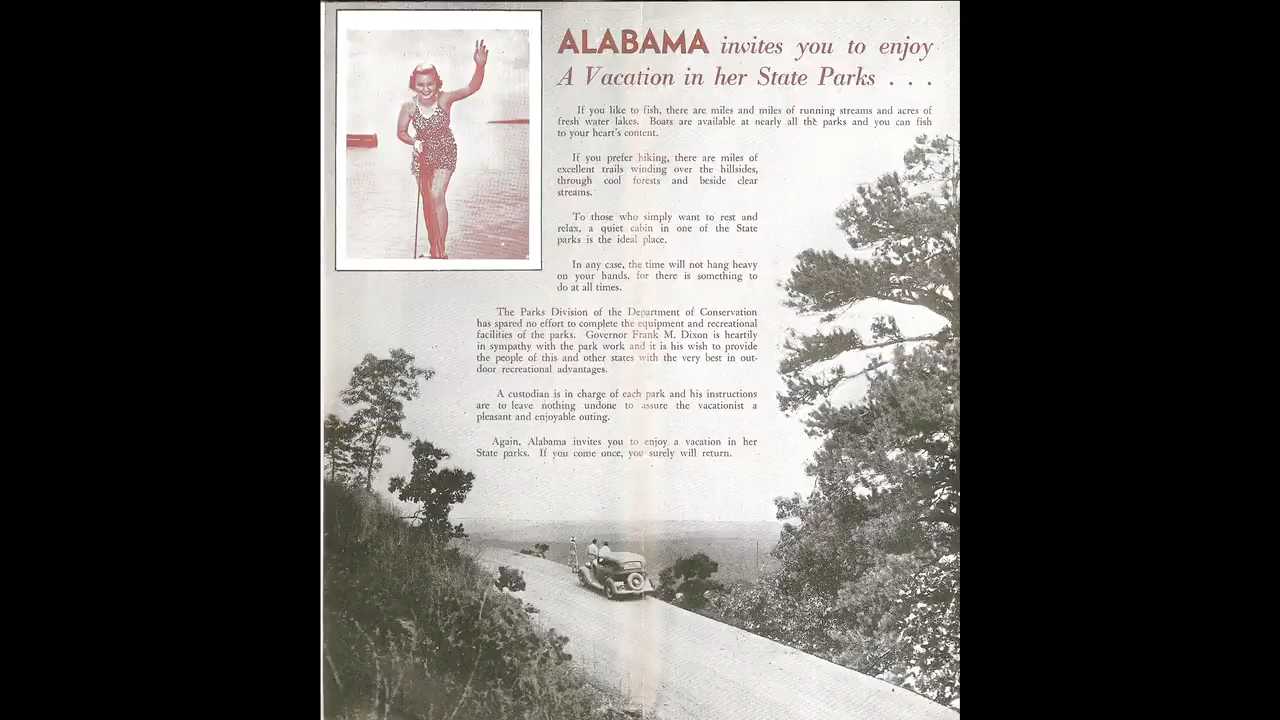 ALABAMA invites you to enjoy
A Vacation in her State Parks . . .
If you like to fish, there are miles and miles of running streams and acres of
fresh water lakes. Boats are available at nearly all the parks and you can fish
to your heart's content.
If you prefer hiking, there are miles of
excellent trails winding over the hillsides,
through cool forests and beside clear
streams.
To those who simply want to rest and
relax, a quiet cabin in one of the State
parks is the ideal place.
In any case, the time will not hang heavy
on your hands, for there is something to
do at all times.
The Parks Division of the Department of Conservation
has spared no effort to complete the equipment and recreational
facilities of the parks. Governor Frank M. Dixon is heartily
in sympathy with the park work and it is his wish to provide
the people of this and other states with the very best in out-
door recreational advantages.
A custodian is in charge of each park and his instructions
are to leave nothing undone to assure the vacationist a
pleasant and enjoyable outing.
Again, Alabama invites you to enjoy a vacation in her
State parks. If you come once, you surely will return.